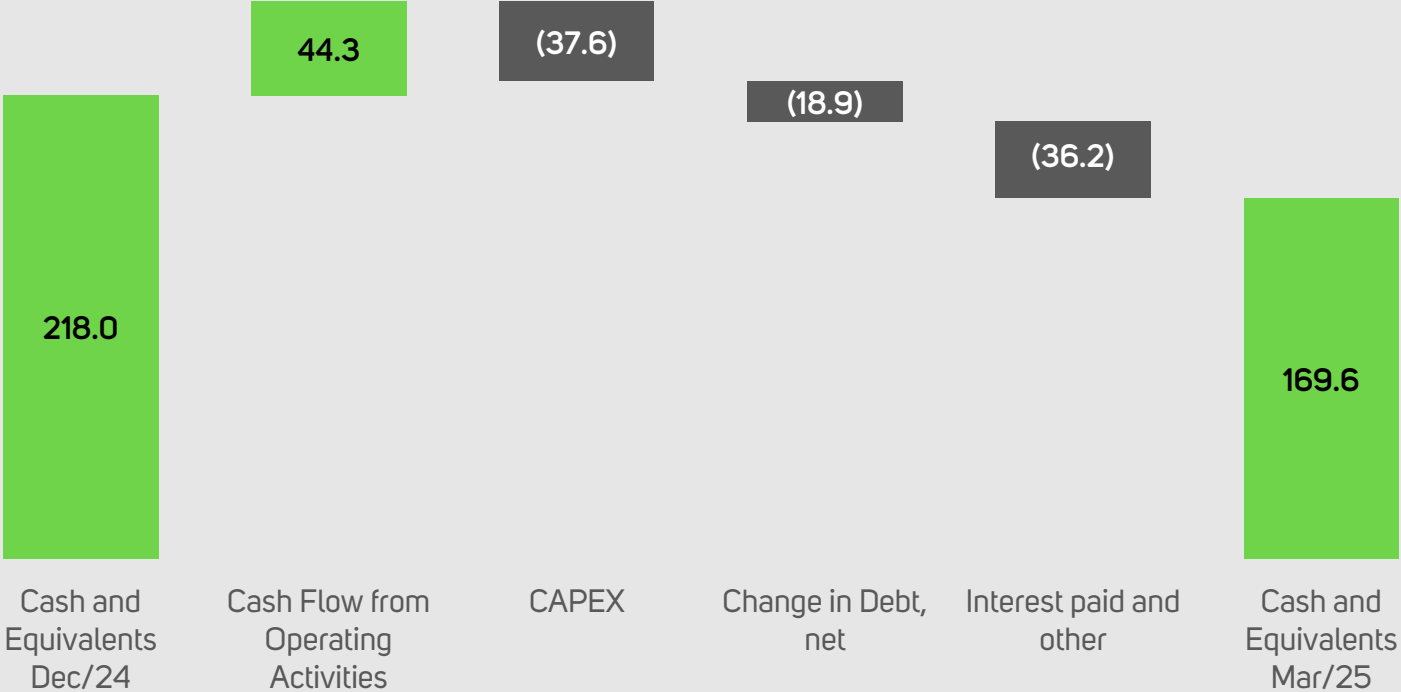 44.3
(37.6)
(18.9)
(36.2)
218.0
169.6
Cash and
Equivalents
Dec/24
Cash Flow from
Operating
Activities
CAPEX
Change in Debt,
net
Interest paid and
other
Cash and
Equivalents
Mar/25